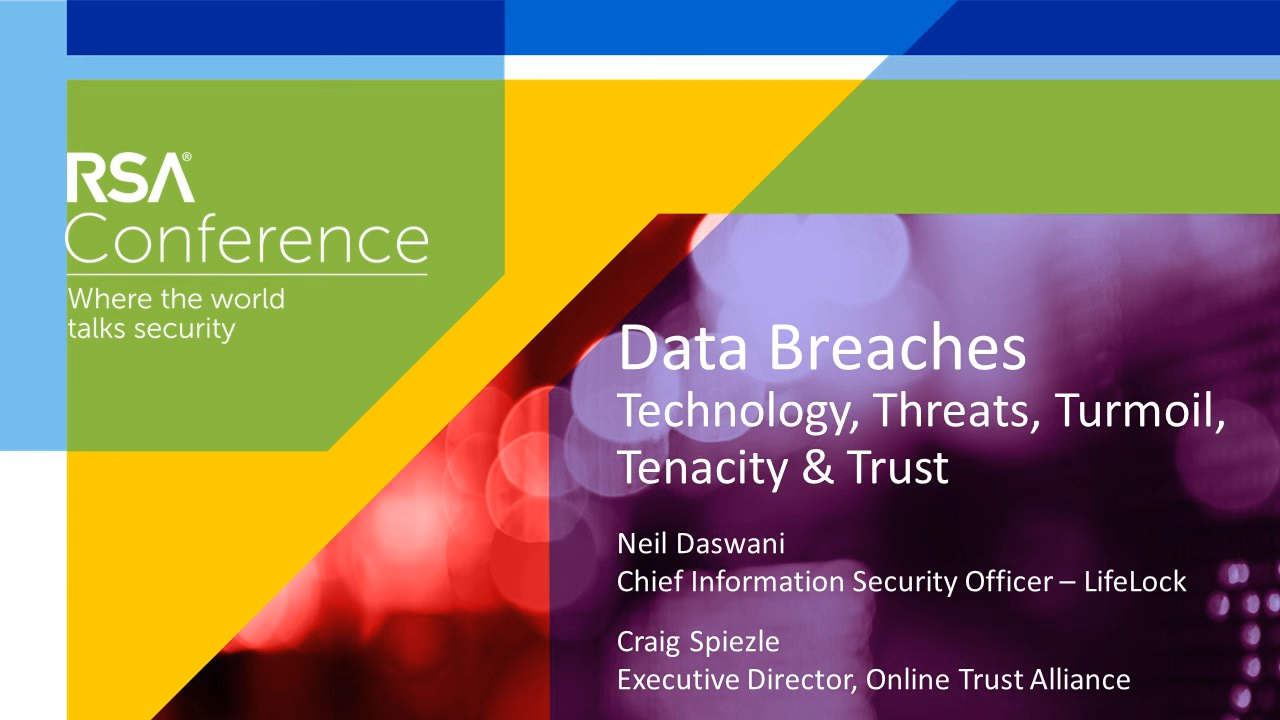 RSA®
Conference
Where the world
talks security
Data Breaches
Technology, Threats, Turmoil,
Tenacity & Trust
Neil Daswani
Chief Information Security Officer – LifeLock
Craig Spiezle
Executive Director, Online Trust Alliance